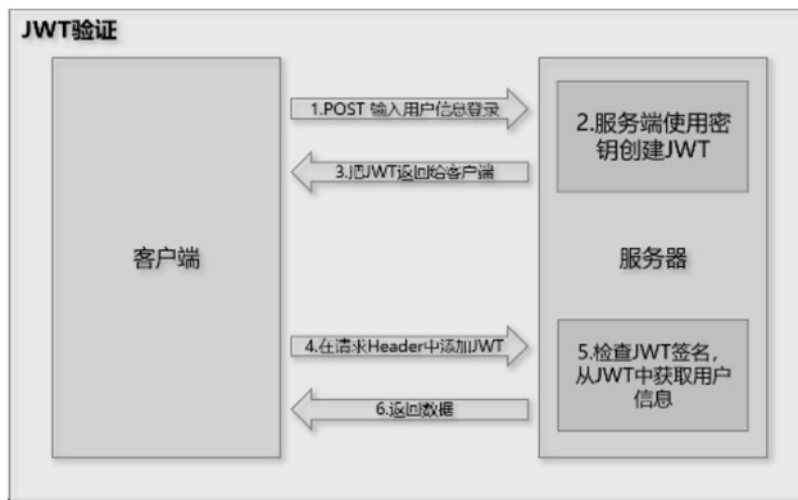 JWT验证
1.POST 输入用户信息登录
2.服务端使用密
钥创建JWT
3.把JWT返回给客户端
客户端
服务器
4.在请求Header中添加JWT
5.检查JWT签名，
从JWT中获取用户
信息
6.返回数据